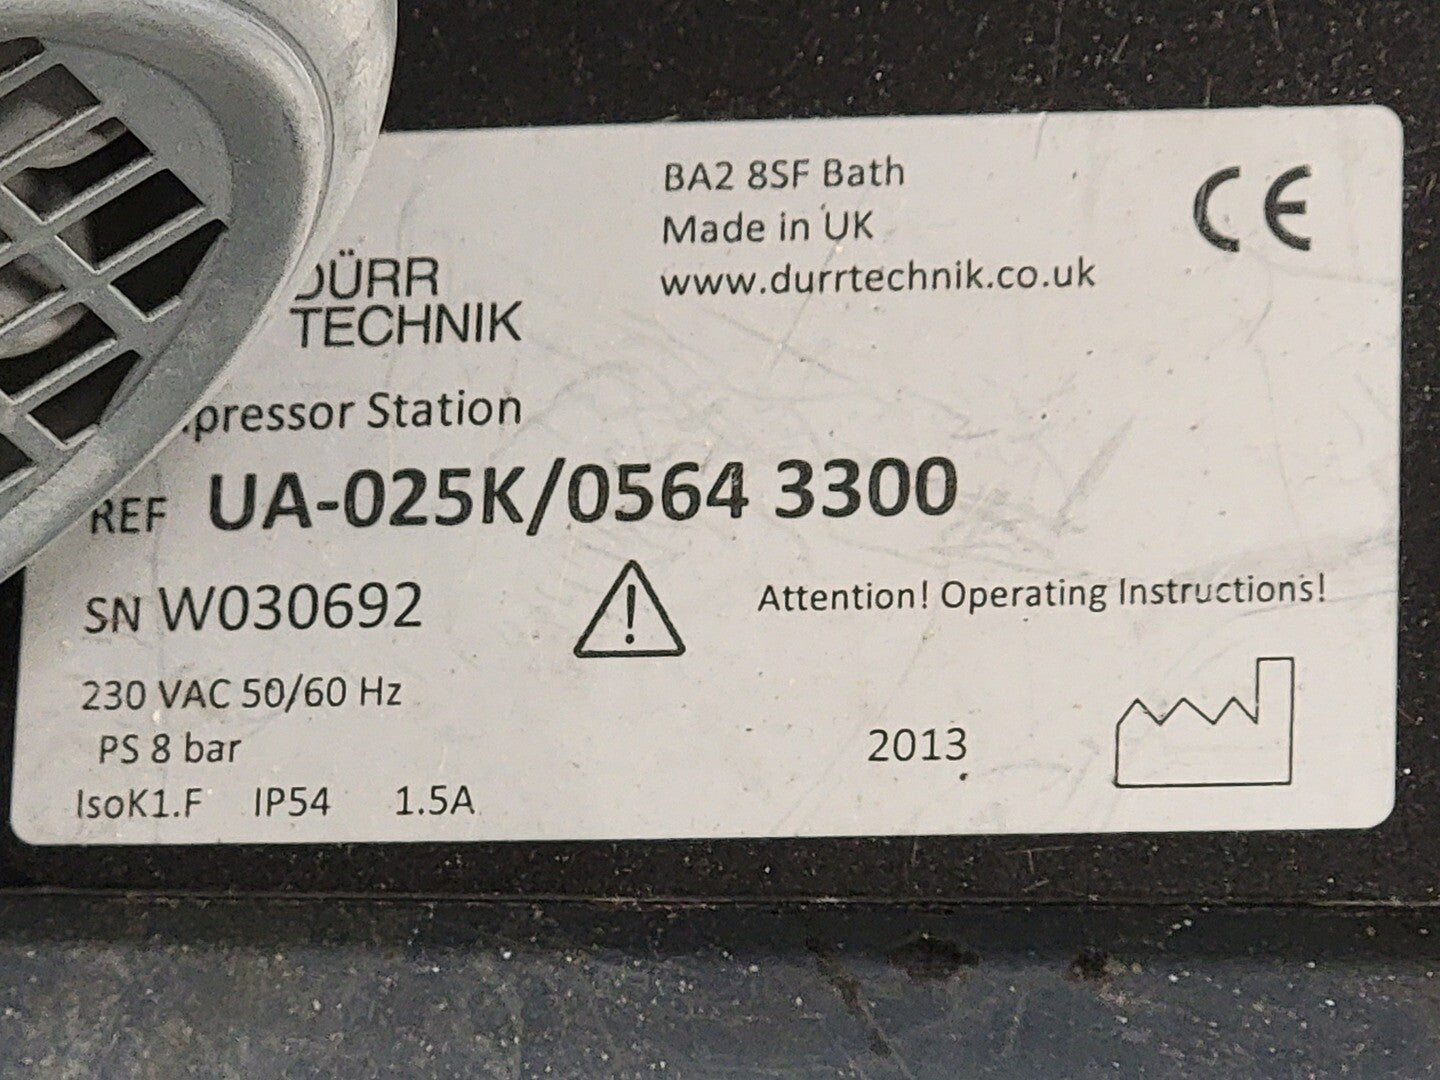 BA2 8SF Bath
Made in UK
www.durrtechnik.co.uk
CE
DÜRR
TECHNIK
pressor Station
REF UA-025K/0564 3300
SN W030692
Attention! Operating Instructions!
230 VAC 50/60 Hz
PS 8 bar
2013
IsoK1.F IP54 1.5A